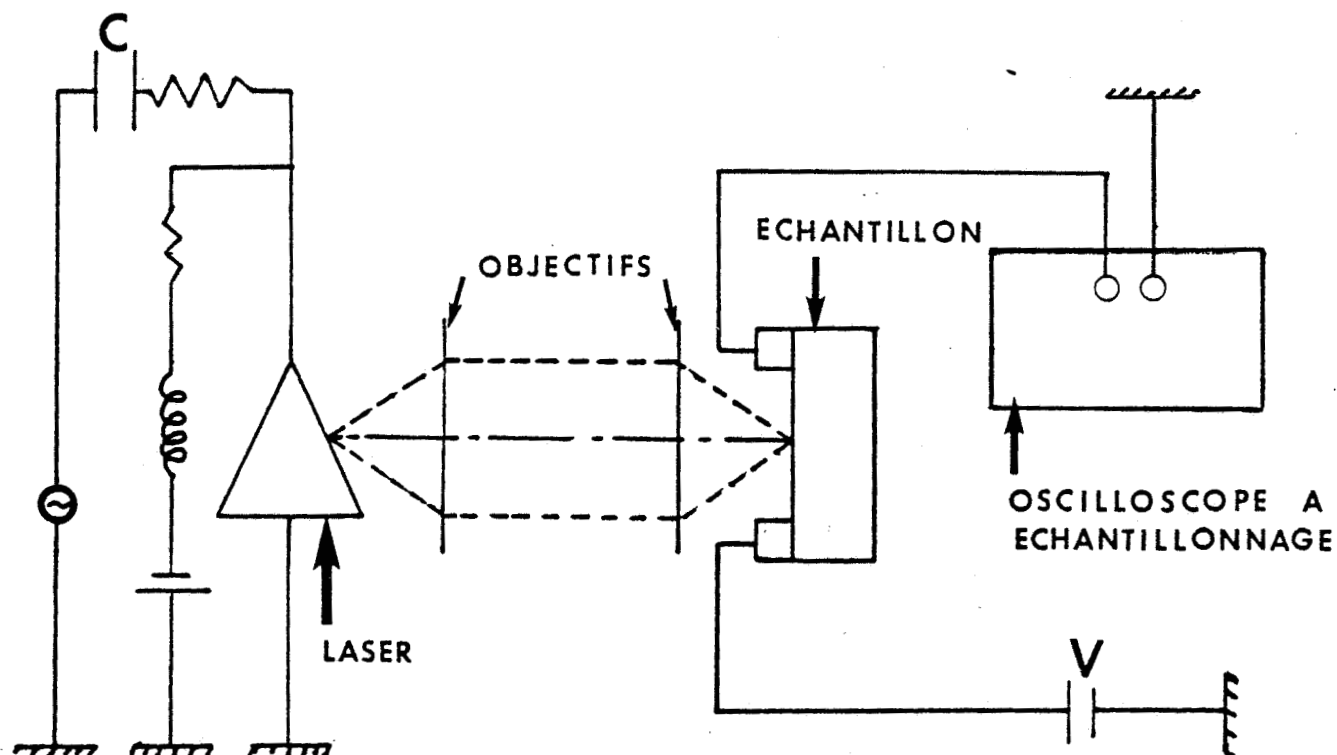 C
ECHANTILLON
OBJECTIFS
OSCILLOSCOPE A
ECHANTILLONNAGE
LASER
V